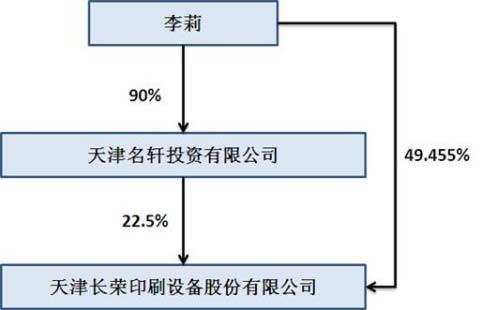 李莉
90%
天津名轩投资有限公司
49.455%
22.5%
天津长荣印刷设备股份有限公司